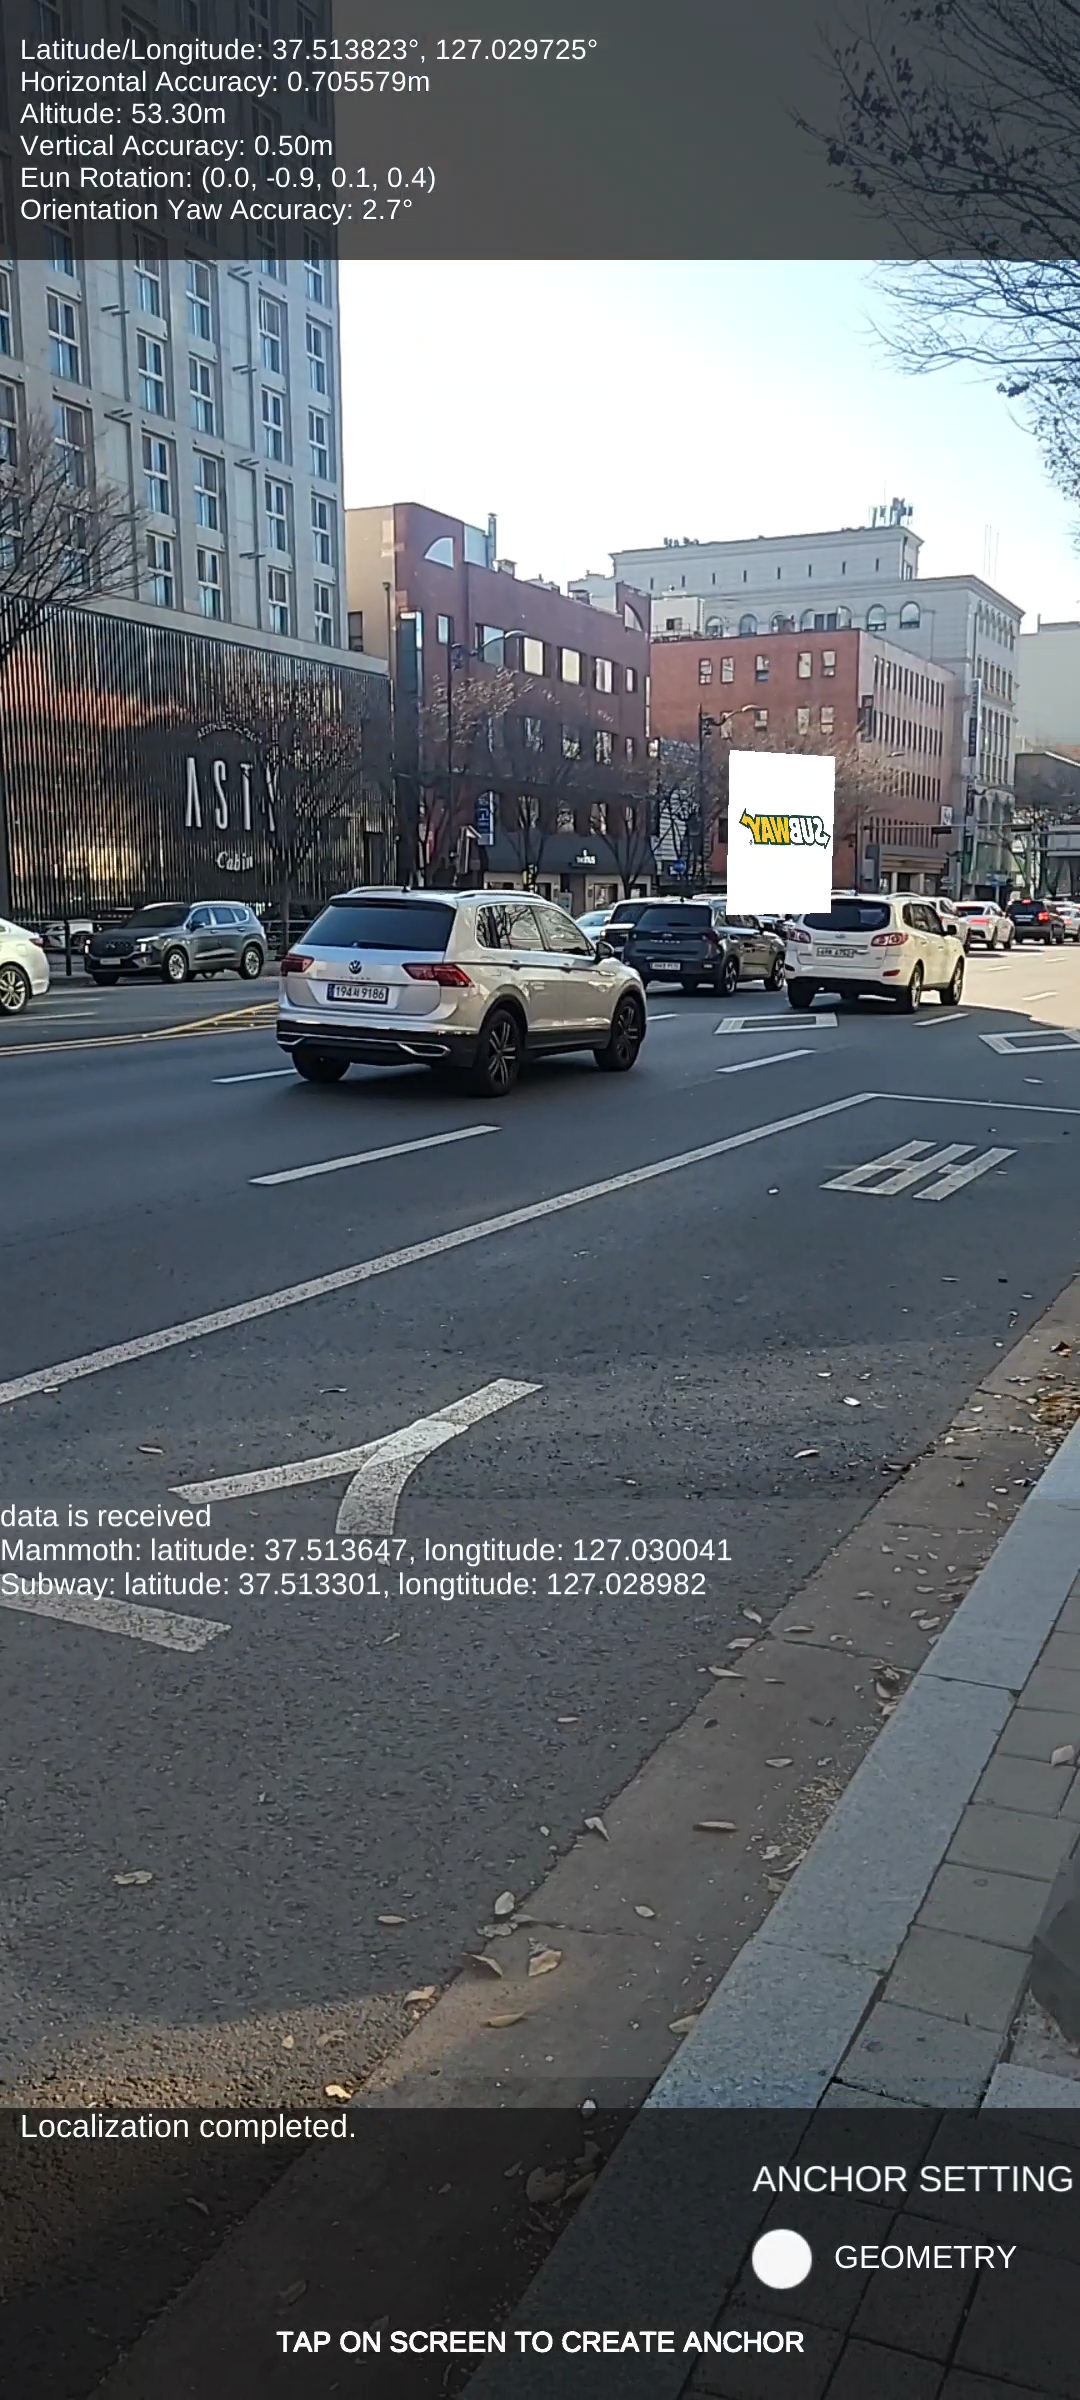 Latitude/Longitude: 37.513823°, 127.029725°
Horizontal Accuracy: 0.705579m
Altitude: 53.30m
Vertical Accuracy: 0.50m
Eun Rotation: (0.0, -0.9, 0.1, 0.4)
Orientation Yaw Accuracy: 2.7°
Cabin
SUBWAY
9186
data is received
Mammoth: latitude: 37.513647, longtitude: 127.030041
Subway: latitude: 37.513301, longtitude: 127.028982
Localization completed.
ANCHOR SETTING
GEOMETRY
TAP ON SCREEN TO CREATE ANCHOR